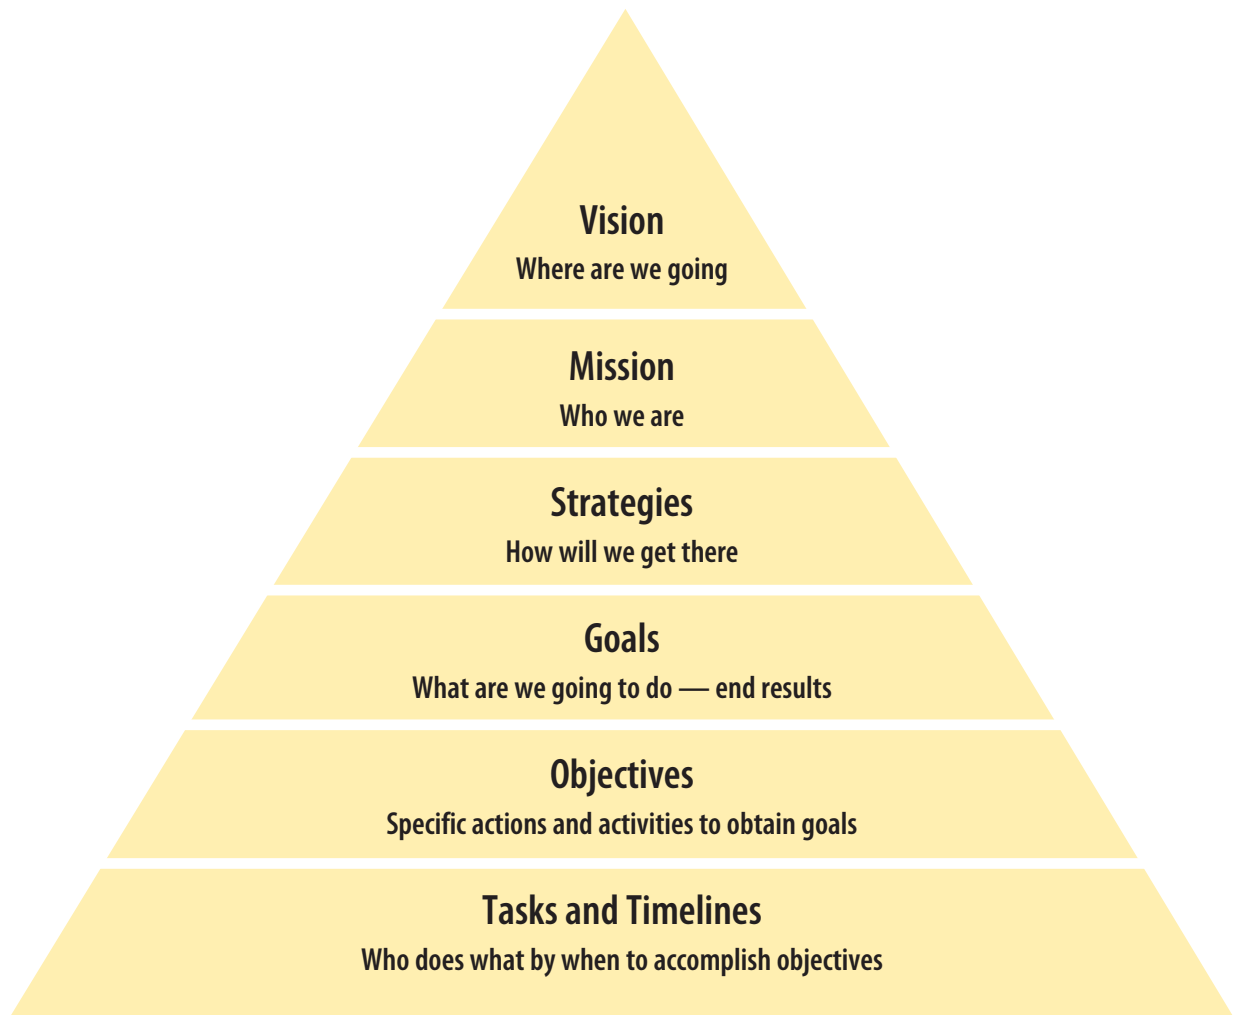 Vision
Where are we going
Mission
Who we are
Strategies
How will we get there
Goals
What are we going to do — end results
Objectives
Specific actions and activities to obtain goals
Tasks and Timelines
Who does what by when to accomplish objectives